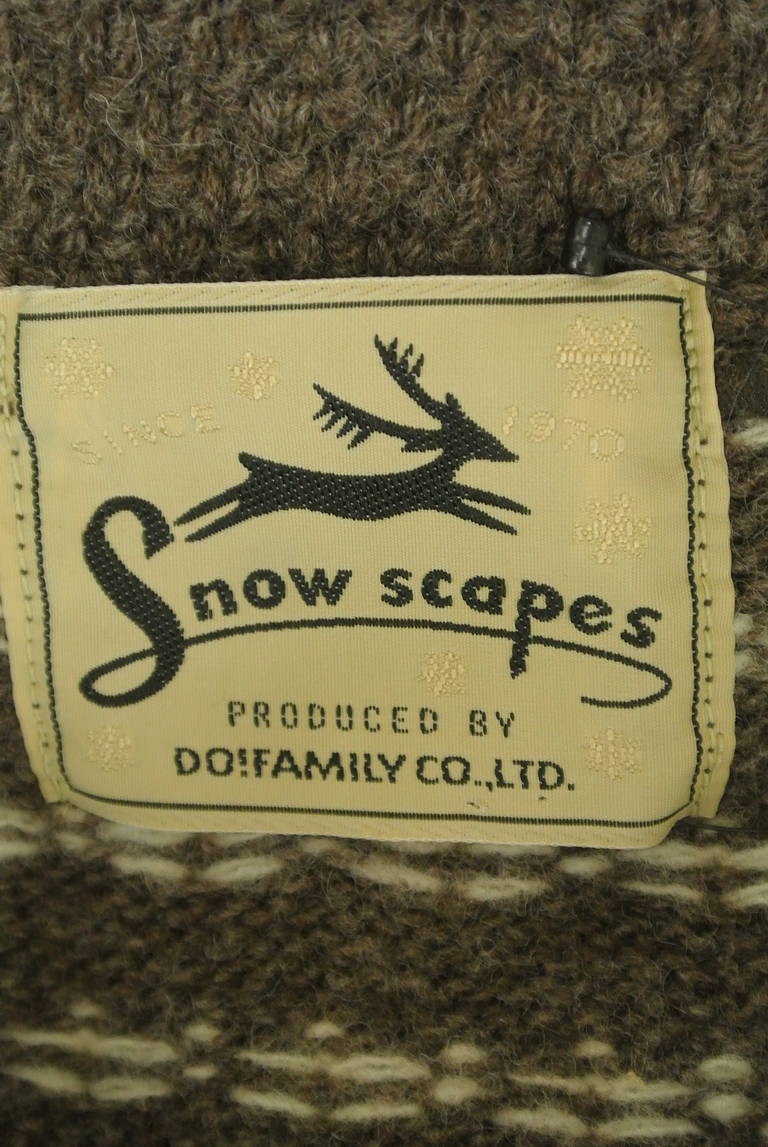 SINCE 1970
Snow scapes
PRODUCED BY
DO!FAMILY CO.,LTD.